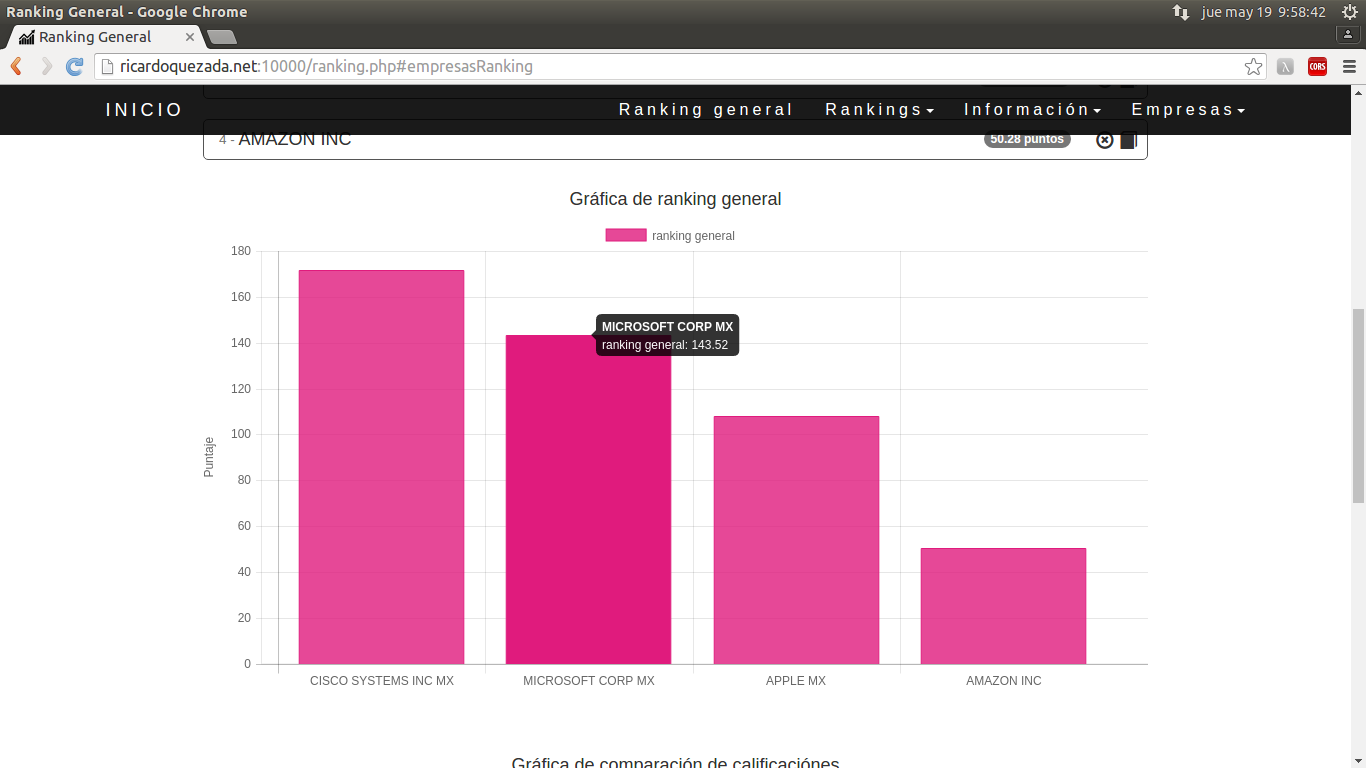 Ranking General - Google Chrome
jue may 19 9:58:42
Ranking General
ricardoquezada.net:10000/ranking.php#empresasRanking
CORS
INICIO Ranking general Rankings Información Empresas
4 - AMAZON INC 50.28 puntos
Gráfica de ranking general
ranking general
180
160
140
120
100
80
60
40
20
0
Puntaje
MICROSOFT CORP MX
ranking general: 143.52
CISCO SYSTEMS INC MX MICROSOFT CORP MX APPLE MX AMAZON INC
Gráfica de comparación de calificaciónes